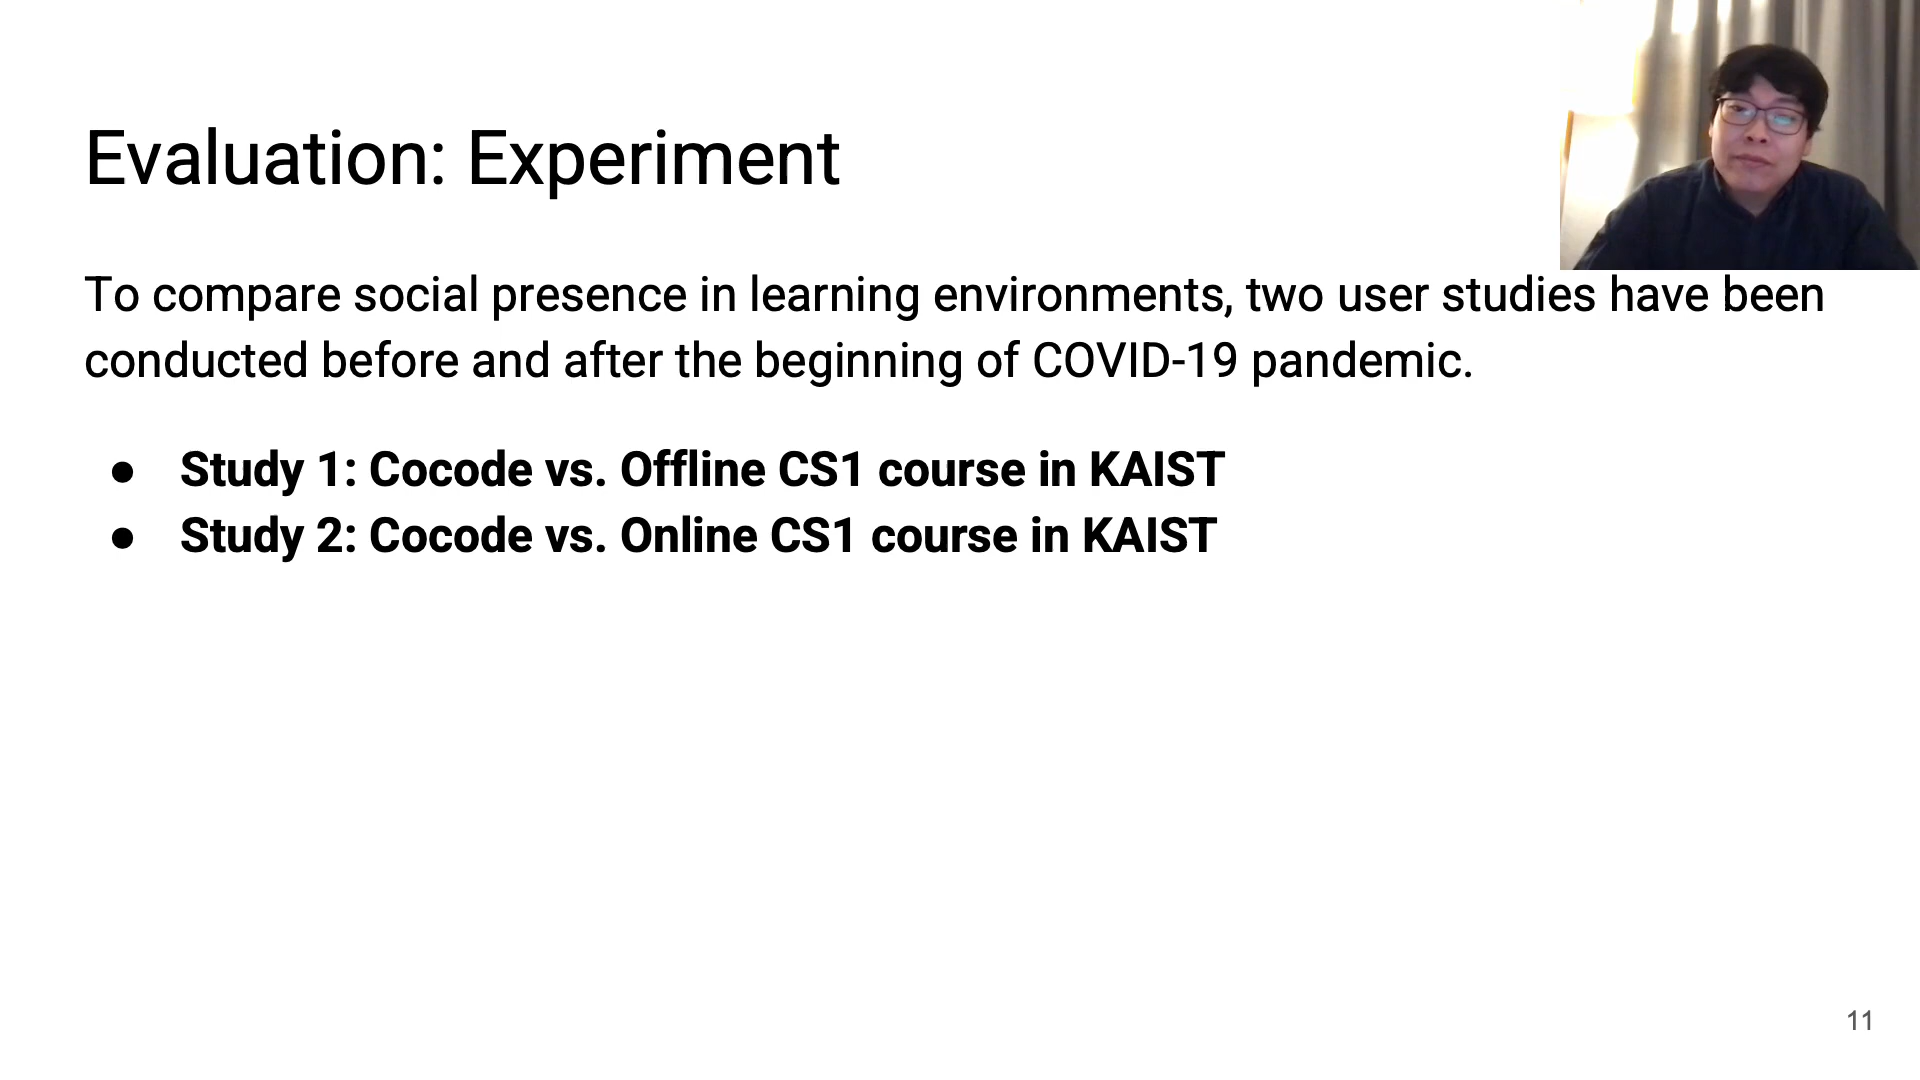 Evaluation: Experiment
To compare social presence in learning environments, two user studies have been
conducted before and after the beginning of COVID-19 pandemic.
● Study 1: Cocode vs. Offline CS1 course in KAIST
● Study 2: Cocode vs. Online CS1 course in KAIST
11